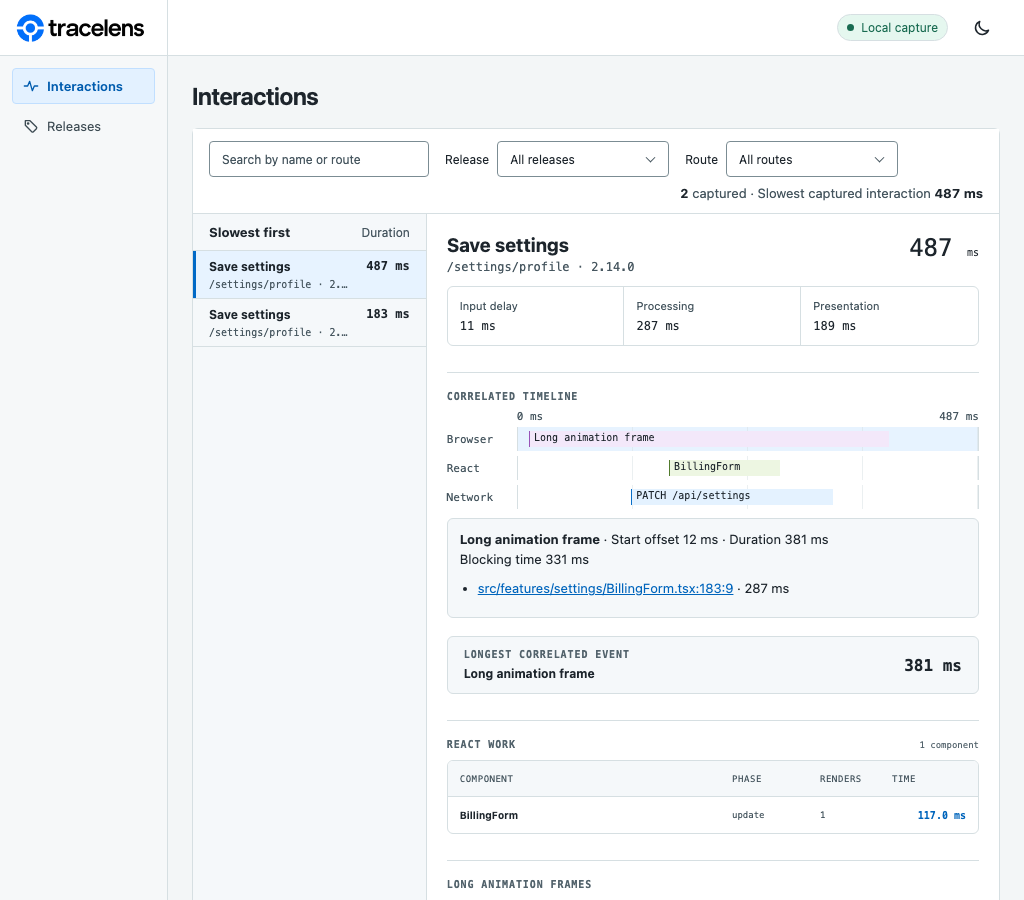 tracelens
Local capture
Interactions
Releases
Interactions
Search by name or route
Release
All releases
Route
All routes
2 captured · Slowest captured interaction 487 ms
Slowest first
Duration
Save settings
487 ms
/settings/profile · 2.…
Save settings
183 ms
/settings/profile · 2.…
Save settings
487 ms
/settings/profile · 2.14.0
Input delay
11 ms
Processing
287 ms
Presentation
189 ms
CORRELATED TIMELINE
0 ms
487 ms
Browser
Long animation frame
React
BillingForm
Network
PATCH /api/settings
Long animation frame · Start offset 12 ms · Duration 381 ms
Blocking time 331 ms
• src/features/settings/BillingForm.tsx:183:9 · 287 ms
LONGEST CORRELATED EVENT
Long animation frame
381 ms
REACT WORK
1 component
COMPONENT
PHASE
RENDERS
TIME
BillingForm
update
1
117.0 ms
LONG ANIMATION FRAMES